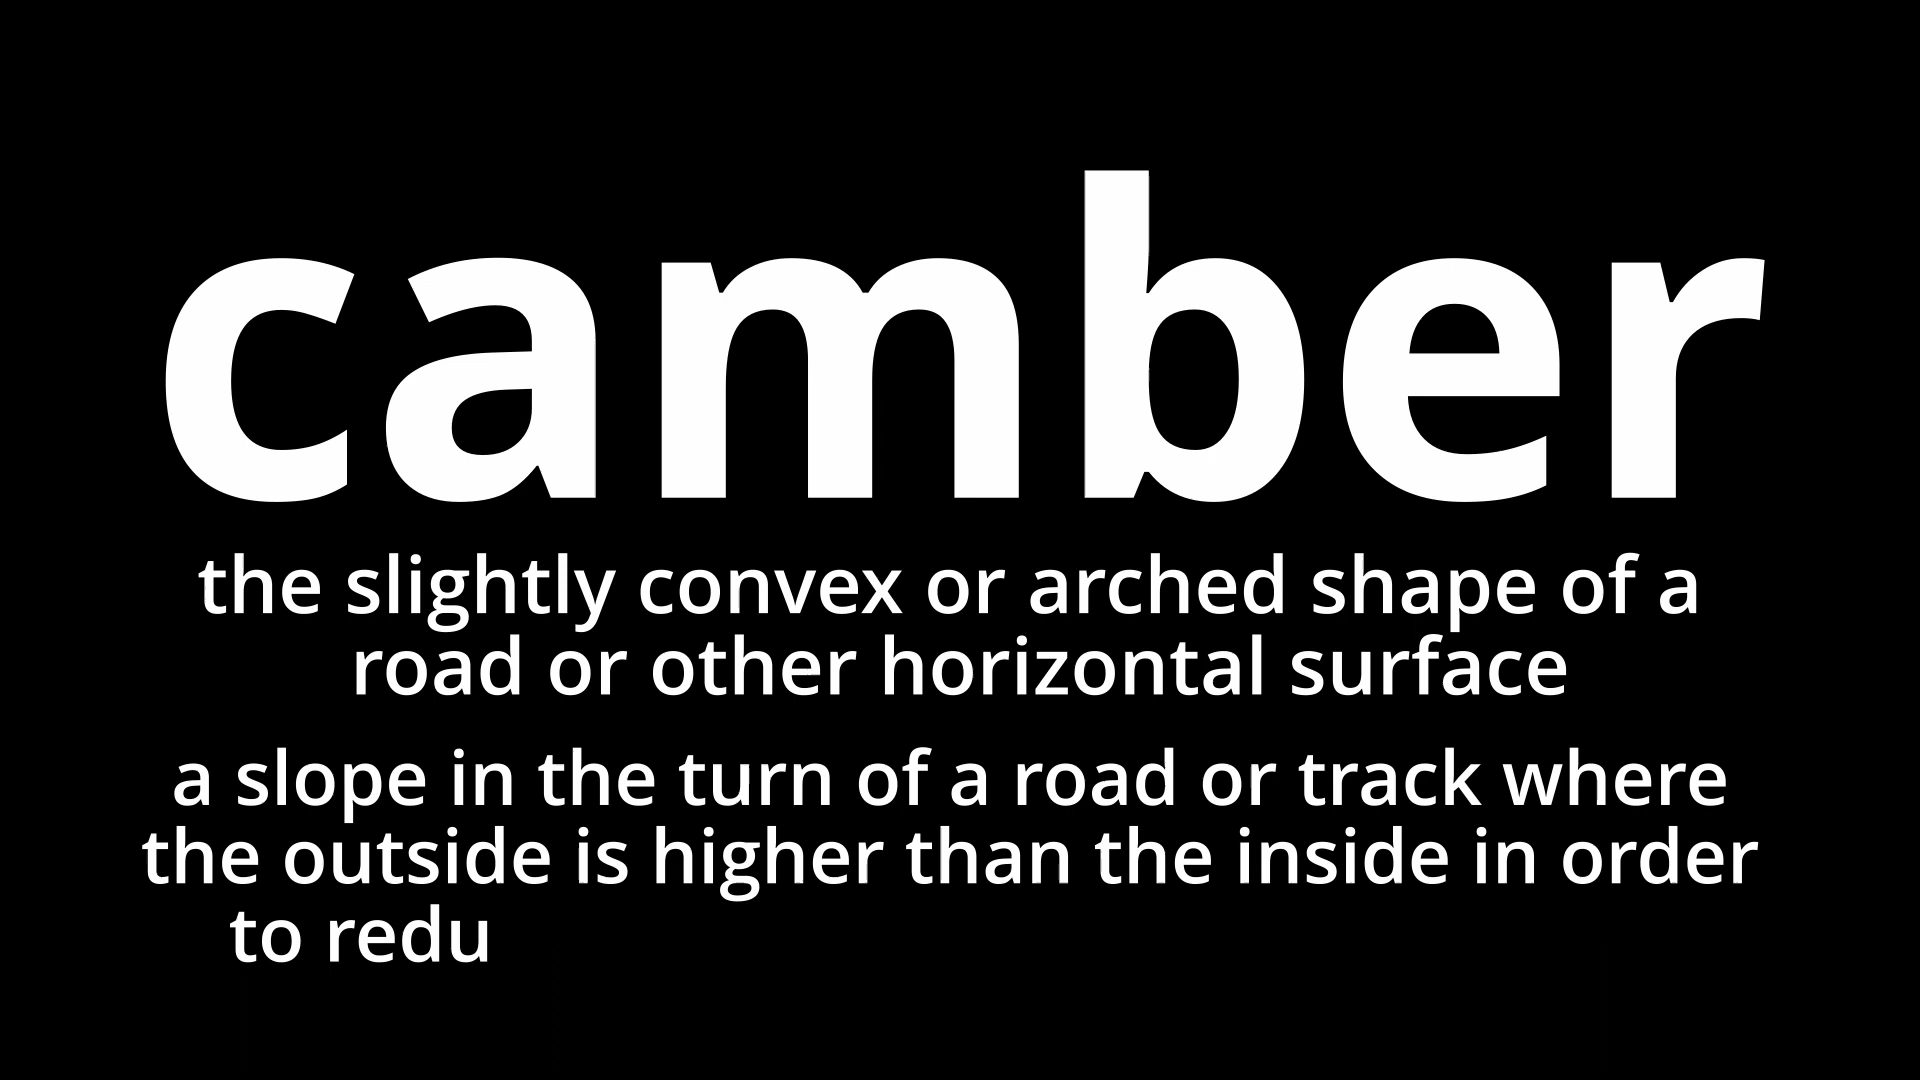 camber
the slightly convex or arched shape of a
road or other horizontal surface
a slope in the turn of a road or track where
the outside is higher than the inside in order
to redu